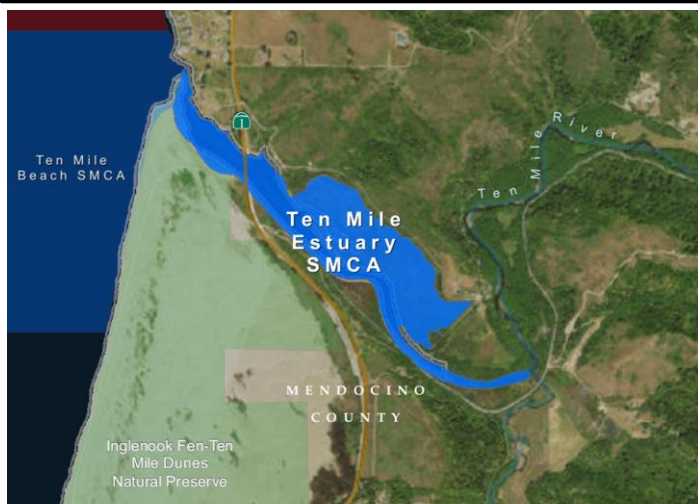 Ten Mile
Beach SMCA
1
Ten Mile River
Ten Mile
Estuary
SMCA
MENDOCINO
COUNTY
Inglenook Fen-Ten
Mile Dunes
Natural Preserve